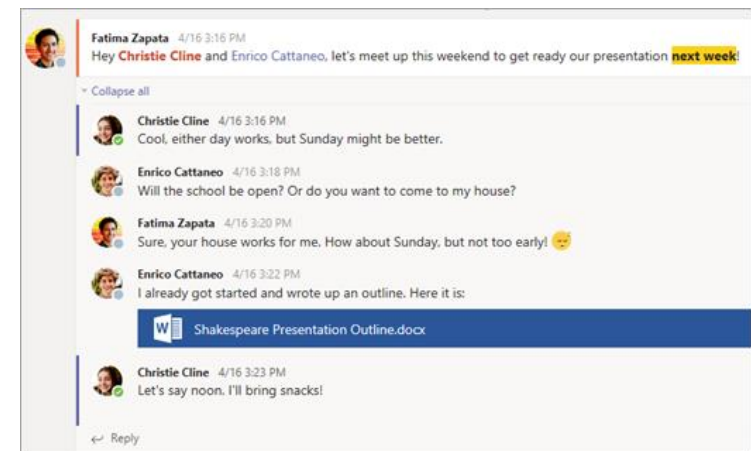 Fatima Zapata 4/16 3:16 PM
Hey Christie Cline and Enrico Cattaneo, let's meet up this weekend to get ready our presentation next week!
Collapse all
Christie Cline 4/16 3:16 PM
Cool, either day works, but Sunday might be better.
Enrico Cattaneo 4/16 3:18 PM
Will the school be open? Or do you want to come to my house?
Fatima Zapata 4/16 3:20 PM
Sure, your house works for me. How about Sunday, but not too early! 😴
Enrico Cattaneo 4/16 3:22 PM
I already got started and wrote up an outline. Here it is:
W Shakespeare Presentation Outline.docx
Christie Cline 4/16 3:23 PM
Let's say noon. I'll bring snacks!
Reply